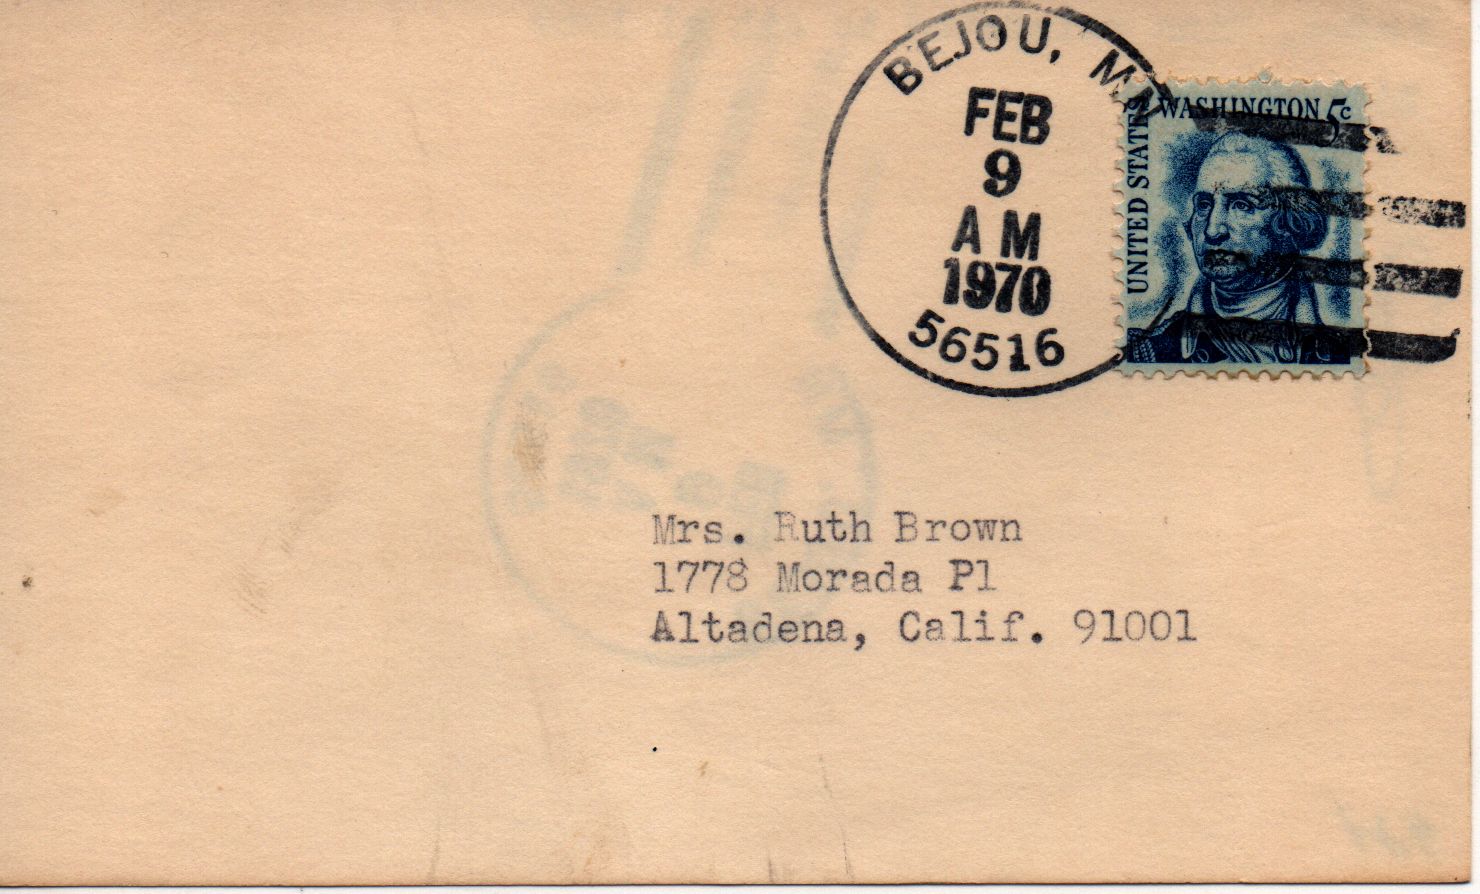 BEJOU, MN
FEB
9
AM
1970
56516
UNITED STATES
WASHINGTON 5c
Mrs. Ruth Brown
1778 Morada Pl
Altadena, Calif. 91001